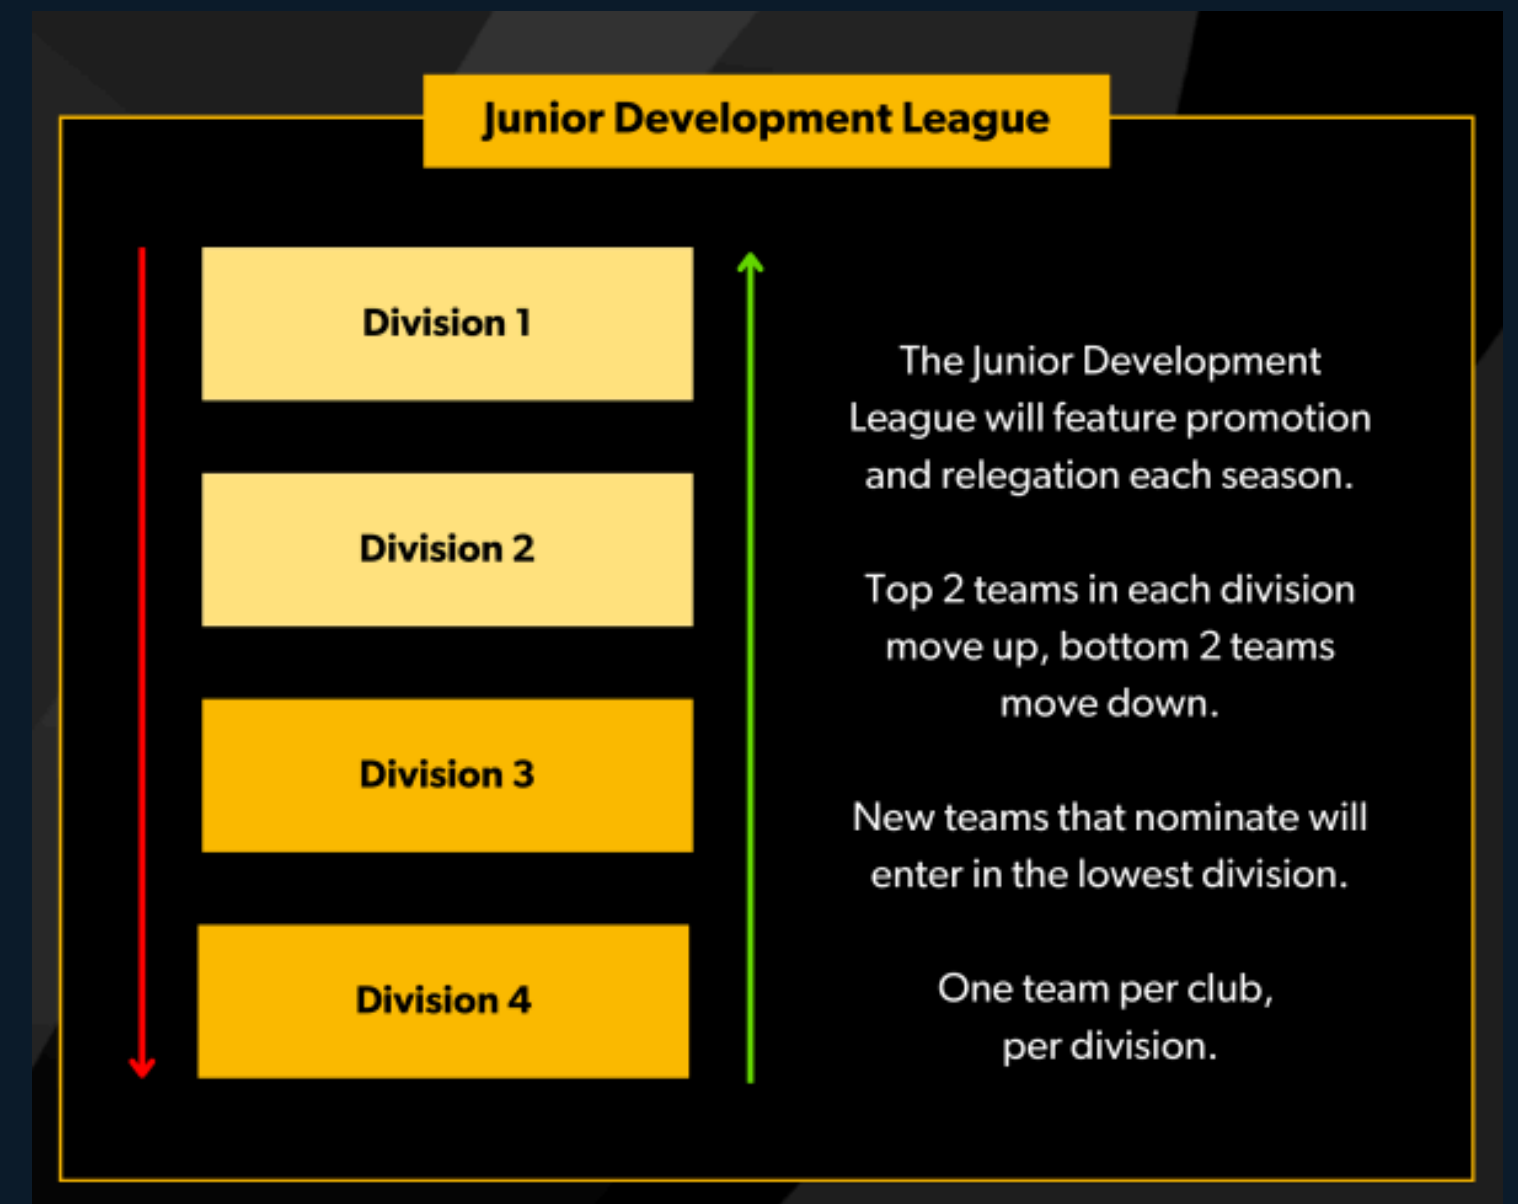 Junior Development League
Division 1
Division 2
Division 3
Division 4
The Junior Development
League will feature promotion
and relegation each season.
Top 2 teams in each division
move up, bottom 2 teams
move down.
New teams that nominate will
enter in the lowest division.
One team per club,
per division.